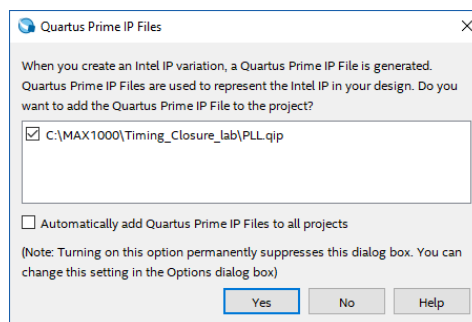 Quartus Prime IP Files
When you create an Intel IP variation, a Quartus Prime IP File is generated.
Quartus Prime IP Files are used to represent the Intel IP in your design. Do you
want to add the Quartus Prime IP File to the project?
C:\MAX1000\Timing_Closure_lab\PLL.qip
Automatically add Quartus Prime IP Files to all projects
(Note: Turning on this option permanently suppresses this dialog box. You can
change this setting in the Options dialog box)
Yes No Help